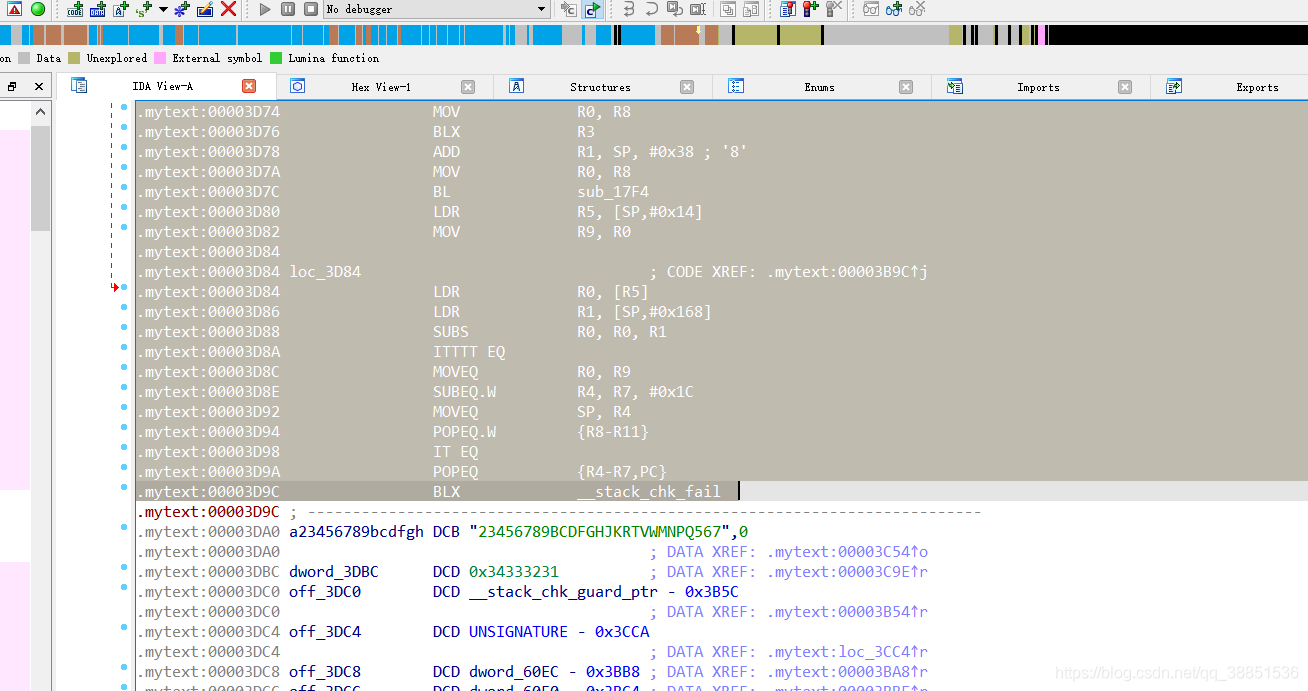 No debugger
on Data Unexplored External symbol Lumina function
IDA View-A Hex View-1 Structures Enums Imports Exports
.mytext:00003D74 MOV R0, R8
.mytext:00003D76 BLX R3
.mytext:00003D78 ADD R1, SP, #0x38 ; '8'
.mytext:00003D7A MOV R0, R8
.mytext:00003D7C BL sub_17F4
.mytext:00003D80 LDR R5, [SP,#0x14]
.mytext:00003D82 MOV R9, R0
.mytext:00003D84
.mytext:00003D84 loc_3D84 ; CODE XREF: .mytext:00003B9C↑j
.mytext:00003D84 LDR R0, [R5]
.mytext:00003D86 LDR R1, [SP,#0x168]
.mytext:00003D88 SUBS R0, R0, R1
.mytext:00003D8A ITTTT EQ
.mytext:00003D8C MOVEQ R0, R9
.mytext:00003D8E SUBEQ.W R4, R7, #0x1C
.mytext:00003D92 MOVEQ SP, R4
.mytext:00003D94 POPEQ.W {R8-R11}
.mytext:00003D98 IT EQ
.mytext:00003D9A POPEQ {R4-R7,PC}
.mytext:00003D9C BLX __stack_chk_fail
.mytext:00003D9C ; ---------------------------------------------------------------------------
.mytext:00003DA0 a23456789bcdfgh DCB "23456789BCDFGHJKRTVWMNPQ567",0
.mytext:00003DA0 ; DATA XREF: .mytext:00003C54↑o
.mytext:00003DBC dword_3DBC DCD 0x34333231 ; DATA XREF: .mytext:00003C9E↑r
.mytext:00003DC0 off_3DC0 DCD __stack_chk_guard_ptr - 0x3B5C
.mytext:00003DC0 ; DATA XREF: .mytext:00003B54↑r
.mytext:00003DC4 off_3DC4 DCD UNSIGNATURE - 0x3CCA
.mytext:00003DC4 ; DATA XREF: .mytext:loc_3CC4↑r
.mytext:00003DC8 off_3DC8 DCD dword_60EC - 0x3BB8 ; DATA XREF: .mytext:00003BA8↑r
https://blog.csdn.net/qq_38851536